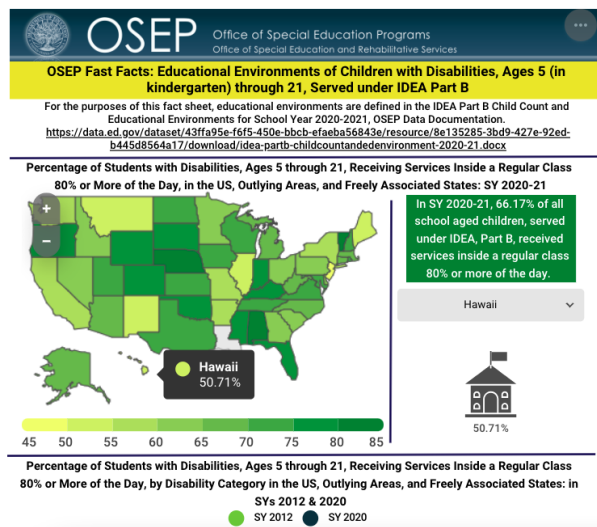 OSEP
Office of Special Education Programs
Office of Special Education and Rehabilitative Services
OSEP Fast Facts: Educational Environments of Children with Disabilities, Ages 5 (in
kindergarten) through 21, Served under IDEA Part B
For the purposes of this fact sheet, educational environments are defined in the IDEA Part B Child Count and
Educational Environments for School Year 2020-2021, OSEP Data Documentation.
https://data.ed.gov/dataset/43ffa95e-f6f5-450e-bbcb-efaeba56843e/resource/8e135285-3bd9-427e-92ed-
b445d8564a17/download/idea-partb-childcountandedenvironment-2020-21.docx
Percentage of Students with Disabilities, Ages 5 through 21, Receiving Services Inside a Regular Class
80% or More of the Day, in the US, Outlying Areas, and Freely Associated States: SY 2020-21
+
−
Hawaii
50.71%
45 50 55 60 65 70 75 80 85
In SY 2020-21, 66.17% of all
school aged children, served
under IDEA, Part B, received
services inside a regular class
80% or more of the day.
Hawaii
50.71%
Percentage of Students with Disabilities, Ages 5 through 21, Receiving Services Inside a Regular Class
80% or More of the Day, by Disability Category in the US, Outlying Areas, and Freely Associated States: in
SYs 2012 & 2020
SY 2012 SY 2020